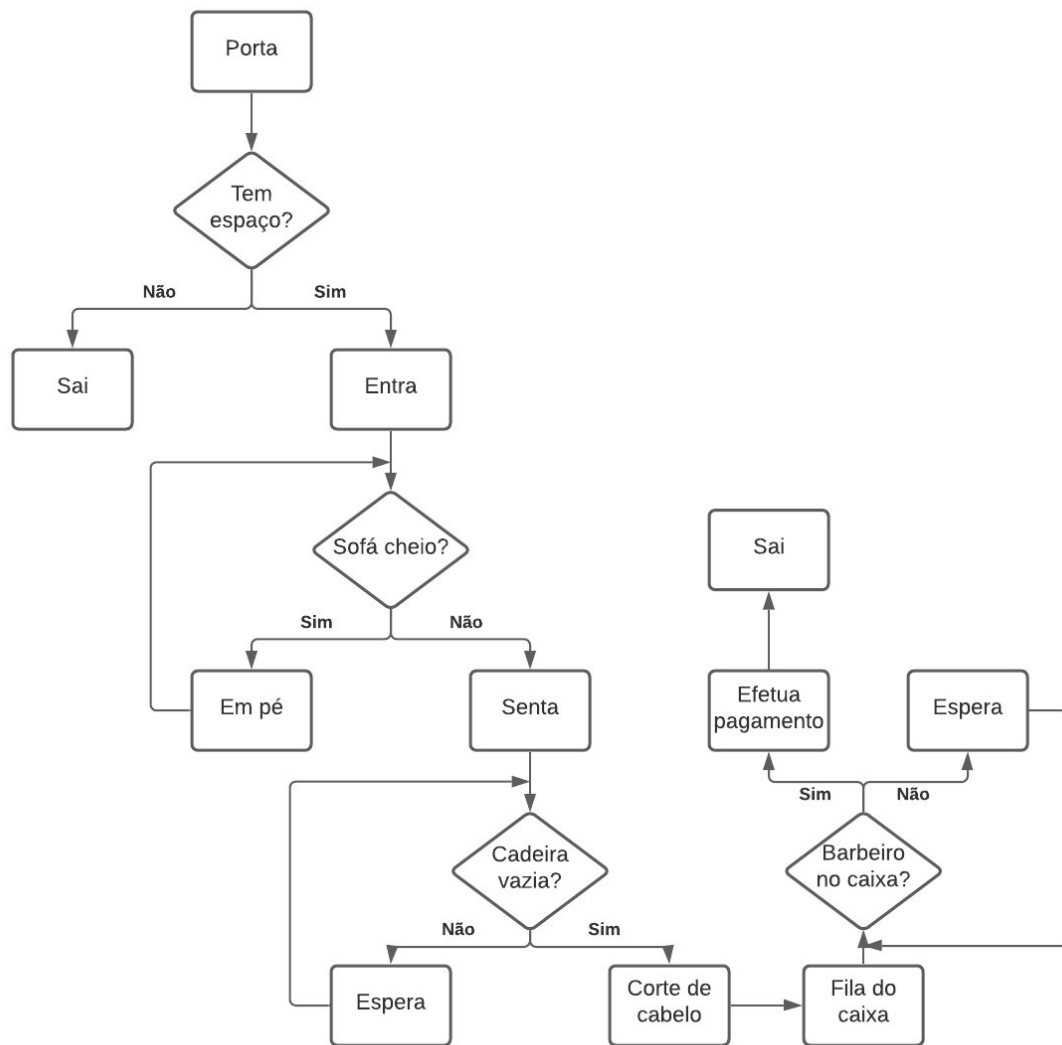 Porta
Tem
espaço?
Não
Sim
Sai
Entra
Sofá cheio?
Sim
Não
Em pé
Senta
Cadeira
vazia?
Não
Sim
Espera
Corte de
cabelo
Fila do
caixa
Barbeiro
no caixa?
Sim
Não
Efetua
pagamento
Espera
Sai